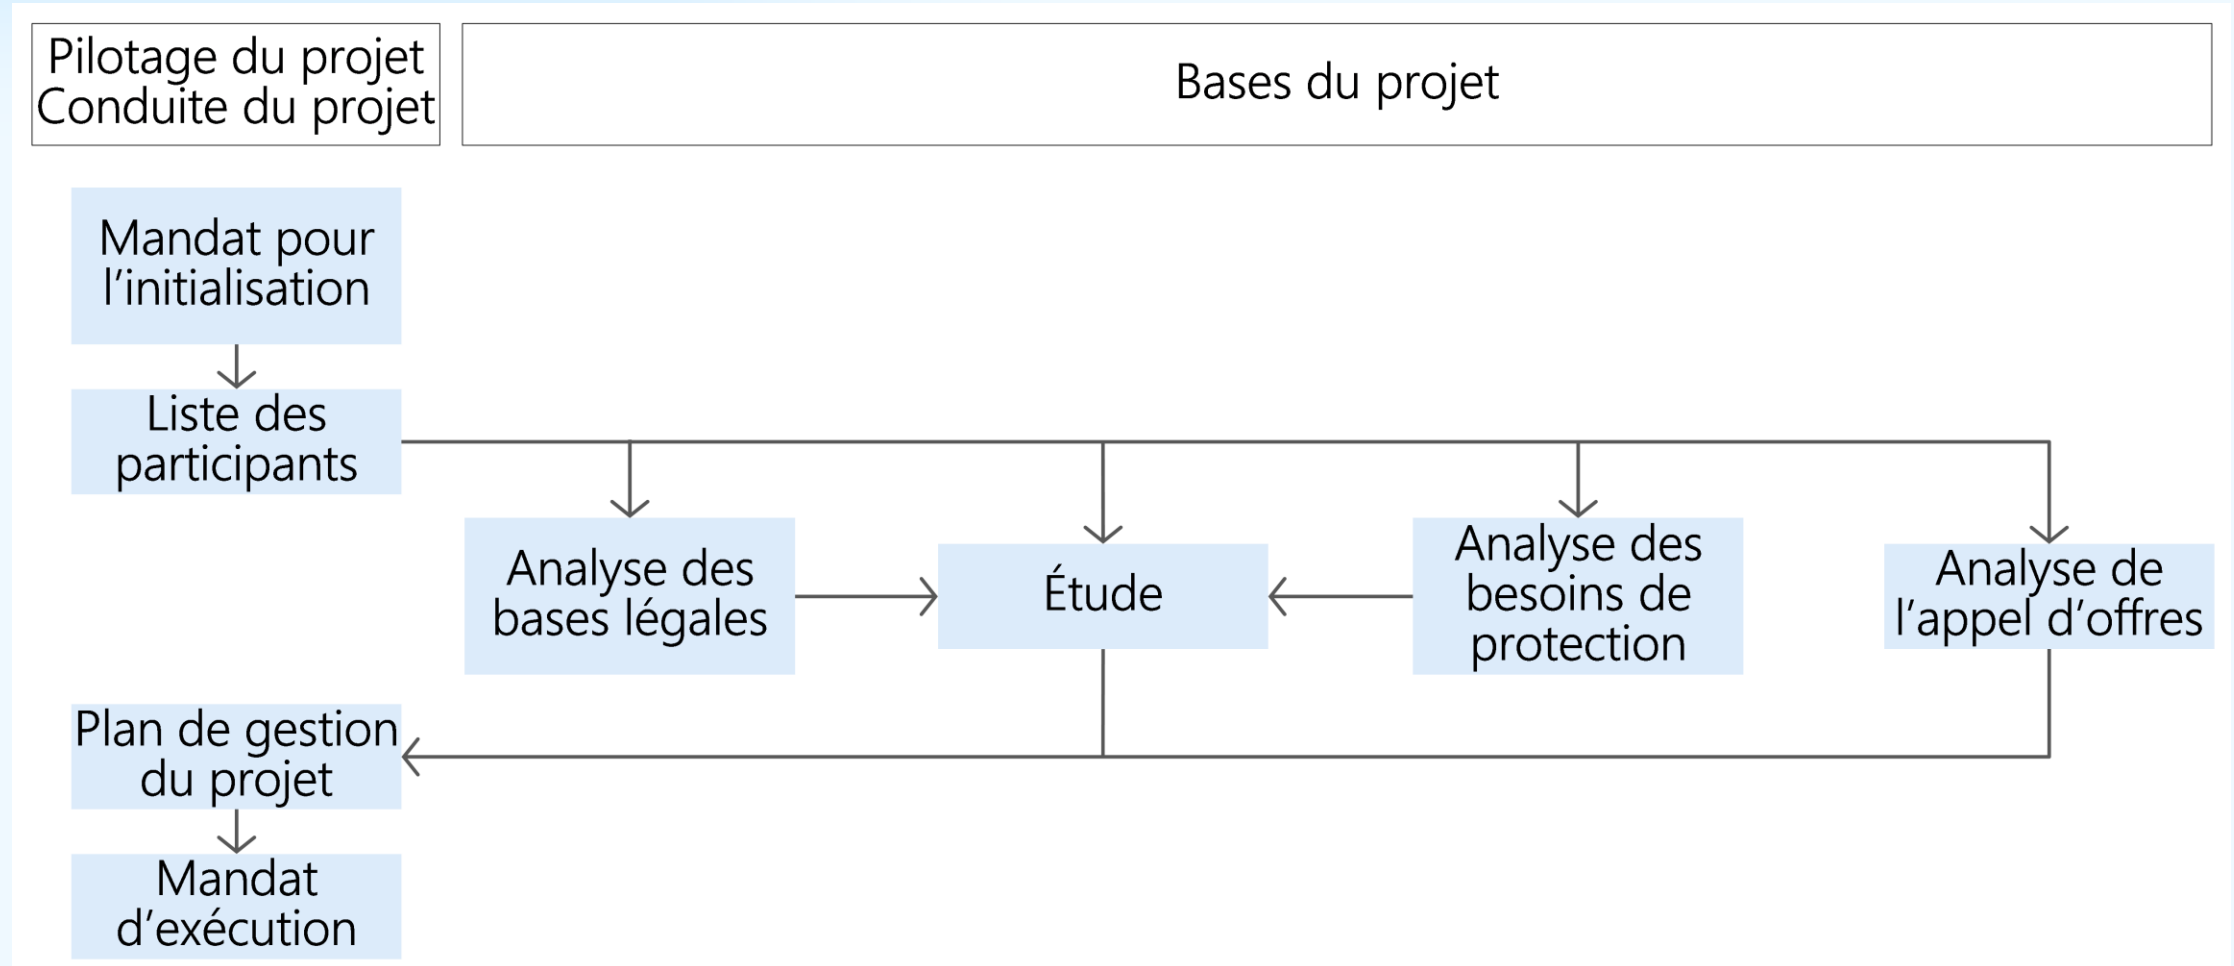 Pilotage du projet
Conduite du projet
Bases du projet
Mandat pour
l’initialisation
Liste des
participants
Analyse des
bases légales
Étude
Analyse des
besoins de
protection
Analyse de
l’appel d’offres
Plan de gestion
du projet
Mandat
d’exécution